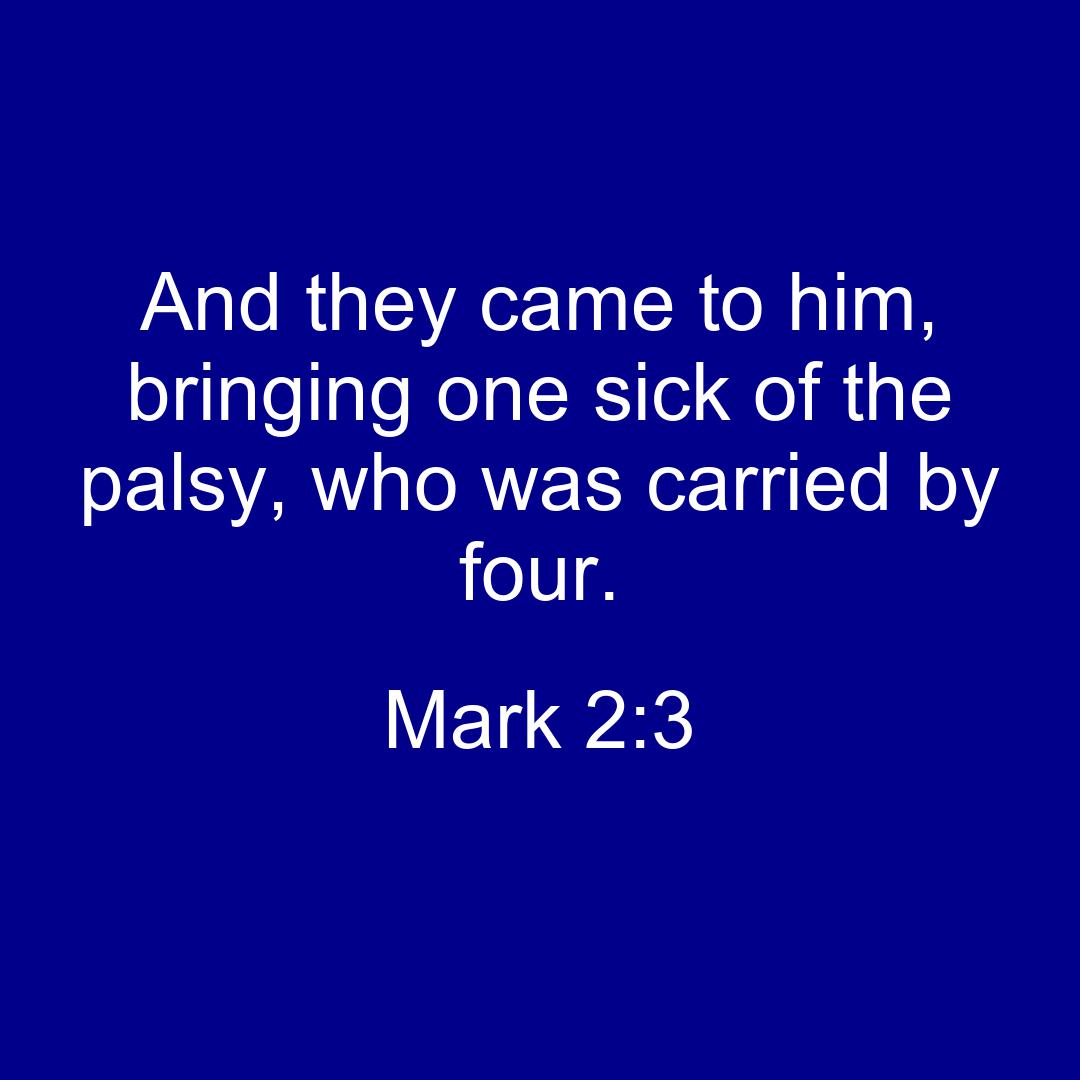 And they came to him,
bringing one sick of the
palsy, who was carried by
four.
Mark 2:3